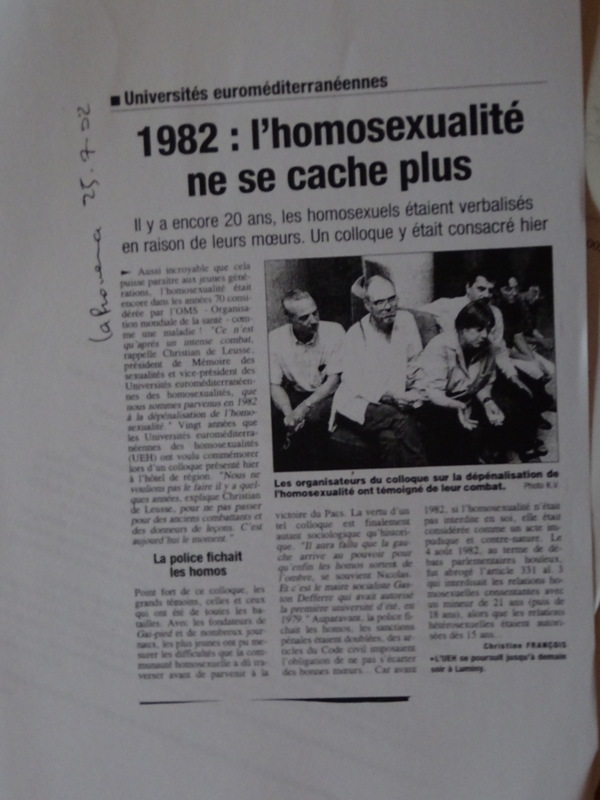 La Provence 25.7.02
■ Universités euroméditerranéennes
1982 : l'homosexualité
ne se cache plus
Il y a encore 20 ans, les homosexuels étaient verbalisés
en raison de leurs mœurs. Un colloque y était consacré hier
► Aussi incroyable que cela
puisse paraître aux jeunes géné-
rations, l'homosexualité était
encore dans les années 70 consi-
dérée par l'OMS - Organisa-
tion mondiale de la santé - com-
me une maladie ! "Ce n'est
qu'après un intense combat,
rappelle Christian de Leusse,
président de Mémoire des
sexualités et vice-président des
Universités euroméditerranéen-
nes des homosexualités, que
nous sommes parvenus en 1982
à la dépénalisation de l'homo-
sexualité." Vingt années que
les Universités euroméditerra-
néennes des homosexualités
(UEH) ont voulu commémorer
lors d'un colloque présenté hier
à l'hôtel de région. "Nous ne
voulions pas le faire il y a quel-
ques années, explique Christian
de Leusse, pour ne pas passer
pour des anciens combattants et
des donneurs de leçons. C'est
aujourd'hui le moment."
La police fichait
les homos
Point fort de ce colloque, les
grands témoins, celles et ceux
qui ont été de toutes les ba-
tailles. Avec les fondateurs de
Gai-pied et de nombreux jour-
naux, les plus jeunes ont pu me-
surer les difficultés que la com-
munauté homosexuelle a dû tra-
verser avant de parvenir à la
Les organisateurs du colloque sur la dépénalisation de
l'homosexualité ont témoigné de leur combat. Photo K.V.
victoire du Pacs. La vertu d'un
tel colloque est finalement
autant sociologique qu'histori-
que. "Il aura fallu que la gau-
che arrive au pouvoir pour
qu'enfin les homos sortent de
l'ombre, se souvient Nicolas.
Et c'est le maire socialiste Gas-
ton Defferre qui avait autorisé
la première université d'été, en
1979." Auparavant, la police fi-
chait les homos, les sanctions
pénales étaient doublées, des ar-
ticles du Code civil imposaient
l'obligation de ne pas s'écarter
des bonnes mœurs... Car avant
1982, si l'homosexualité n'était
pas interdite en soi, elle était
considérée comme un acte im-
pudique et contre-nature. Le
4 août 1982, au terme de dé-
bats parlementaires houleux,
fut abrogé l'article 331 al. 3
qui interdisait les relations ho-
mosexuelles consentantes avec
un mineur de 21 ans (puis de
18 ans), alors que les relations
hétérosexuelles étaient autori-
sées dès 15 ans.
Christine FRANÇOIS
►L'UEH se poursuit jusqu'à demain
soir à Luminy.